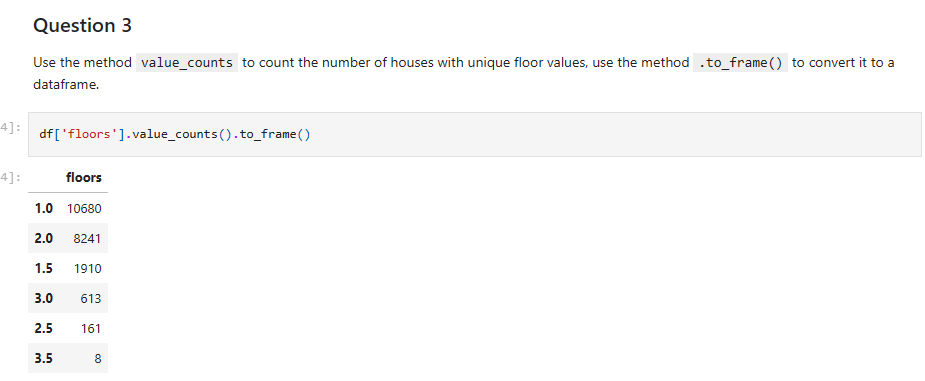 Question 3
Use the method value_counts to count the number of houses with unique floor values, use the method .to_frame() to convert it to a
dataframe.
4]:
df['floors'].value_counts().to_frame()
4]:
floors
1.0 10680
2.0 8241
1.5 1910
3.0 613
2.5 161
3.5 8